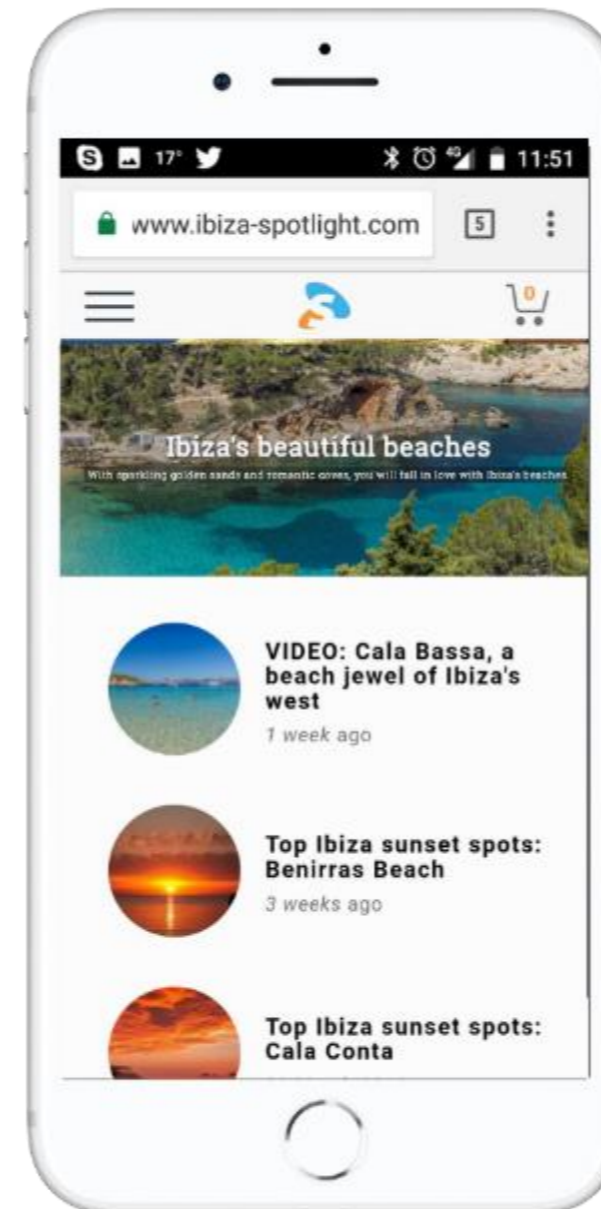 S 17° 4G 11:51
www.ibiza-spotlight.com 5
0
Ibiza's beautiful beaches
With sparkling golden sands and romantic coves, you will fall in love with Ibiza's beaches
VIDEO: Cala Bassa, a
beach jewel of Ibiza's
west
1 week ago
Top Ibiza sunset spots:
Benirras Beach
3 weeks ago
Top Ibiza sunset spots:
Cala Conta